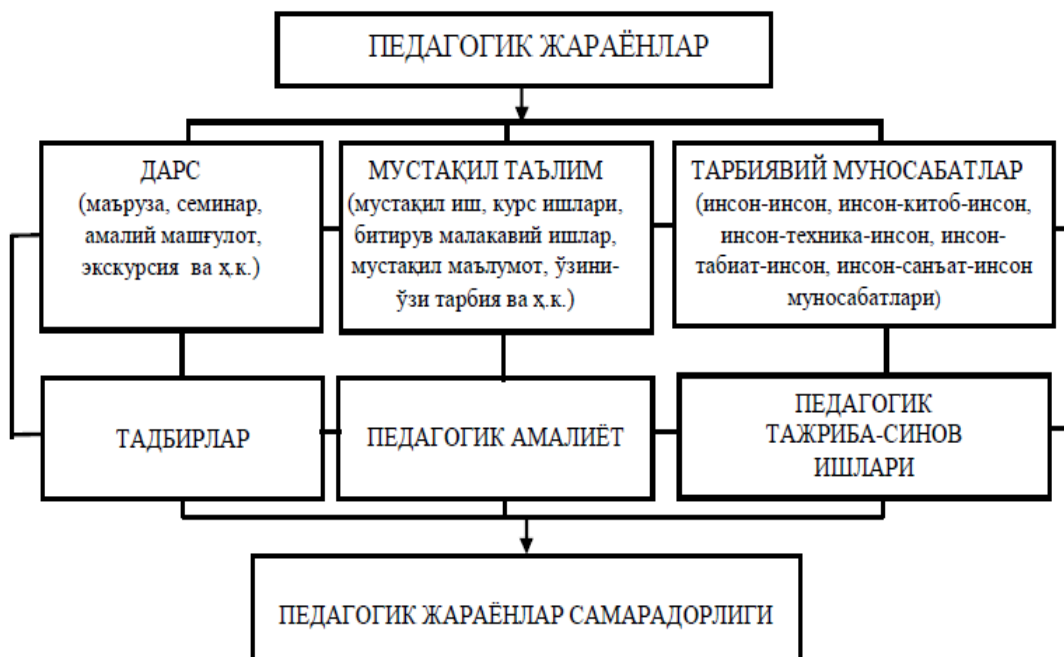 ПЕДАГОГИК ЖАРАЁНЛАР
ДАРС
(маъруза, семинар,
амалий машғулот,
экскурсия ва ҳ.к.)
МУСТАҚИЛ ТАЪЛИМ
(мустақил иш, курс ишлари,
битирув малакавий ишлар,
мустақил маълумот, ўзини-
ўзи тарбия ва ҳ.к.)
ТАРБИЯВИЙ МУНОСАБАТЛАР
(инсон-инсон, инсон-китоб-инсон,
инсон-техника-инсон, инсон-
табиат-инсон, инсон-санъат-инсон
муносабатлари)
ТАДБИРЛАР
ПЕДАГОГИК АМАЛИЁТ
ПЕДАГОГИК
ТАЖРИБА-СИНОВ
ИШЛАРИ
ПЕДАГОГИК ЖАРАЁНЛАР САМАРАДОРЛИГИ